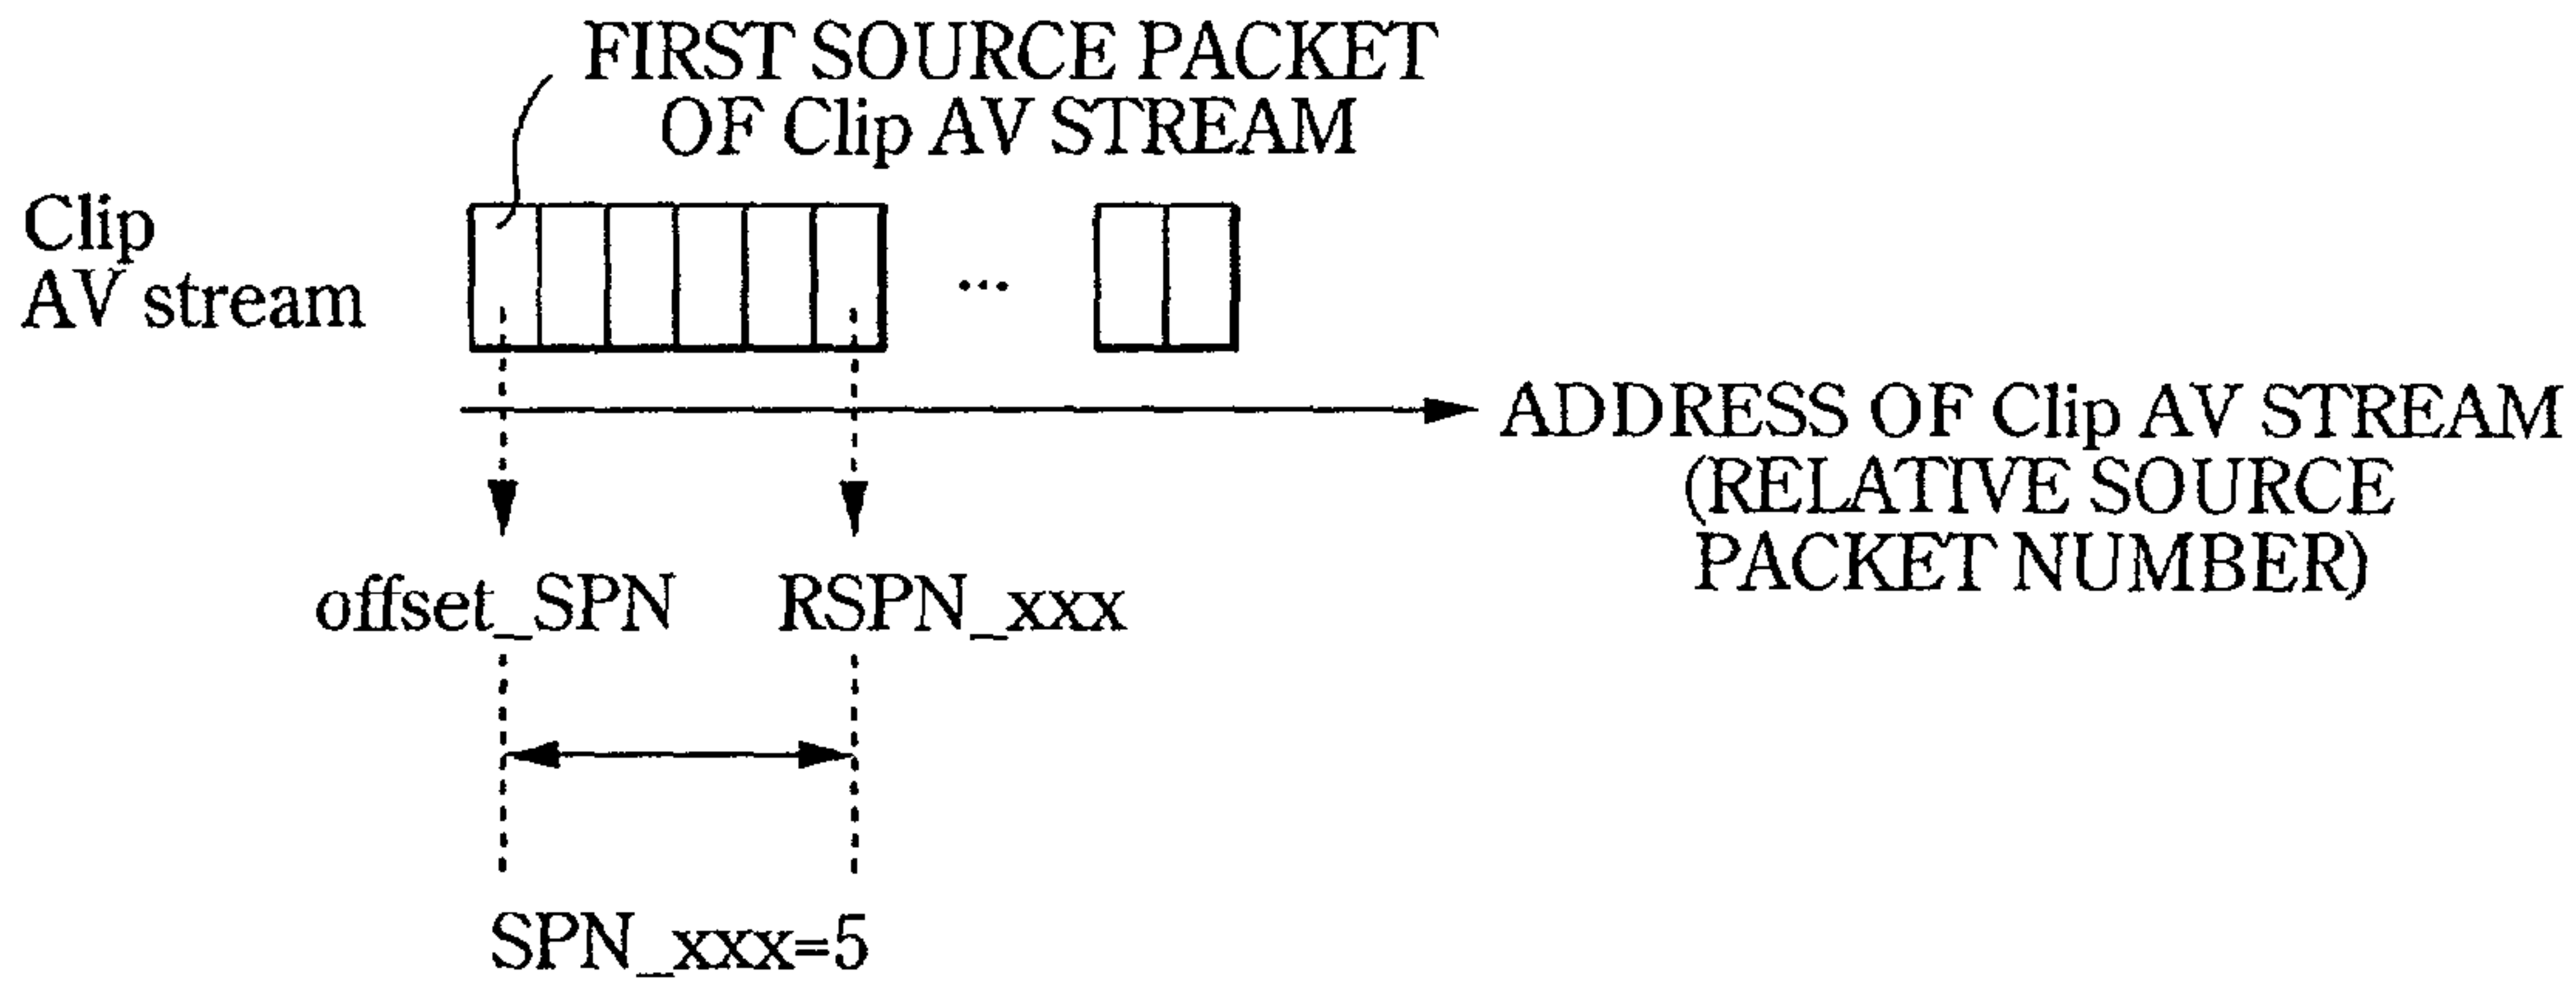 FIRST SOURCE PACKET
OF Clip AV STREAM
Clip
AV stream
...
ADDRESS OF Clip AV STREAM
(RELATIVE SOURCE
PACKET NUMBER)
offset_SPN
RSPN_xxx
SPN_xxx=5